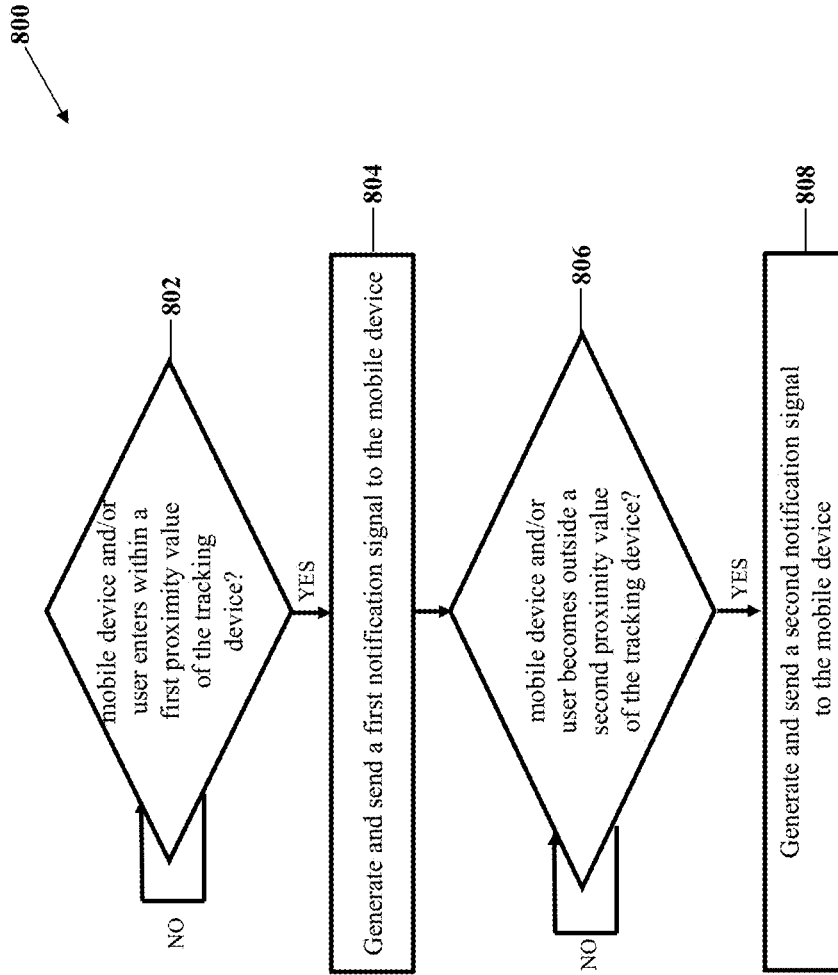 800
802
mobile device and/or
user enters within a
first proximity value
of the tracking
device?
NO
YES
804
Generate and send a first notification signal to the mobile device
806
mobile device and/or
user becomes outside a
second proximity value
of the tracking device?
NO
YES
808
Generate and send a second notification signal
to the mobile device